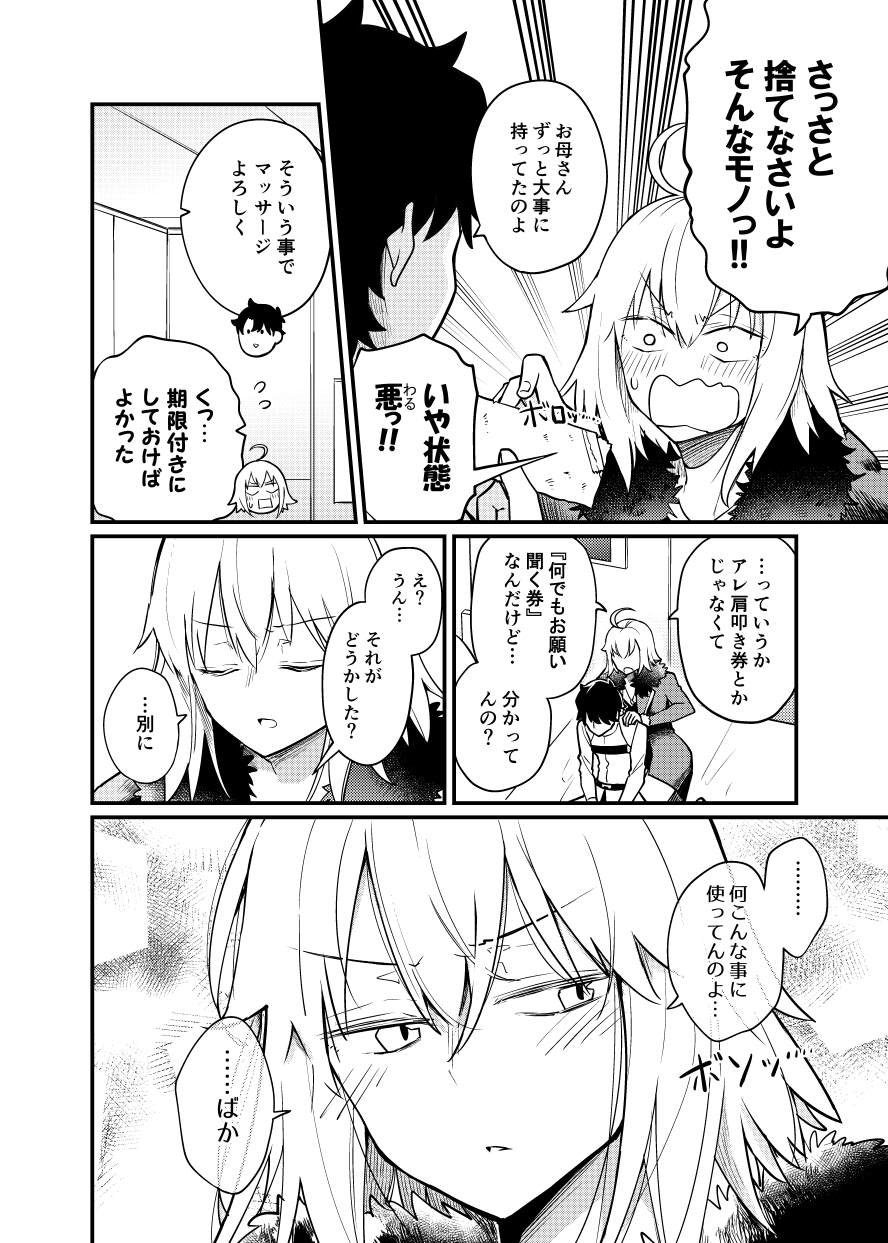 さっさと
捨てなさいよ
そんなモノっ!!
お母さん
ずっと大事に
持ってたのよ
ボロッ……
いや状態
悪っ!!
わる
そういう事で
マッサージ
よろしく
くっ…
期限付きに
しておけば
よかった
…っていうか
アレ肩叩き券とか
じゃなくて
『何でもお願い
聞く券』
なんだけど…
分かって
んの?
え?
うん…
それが
どうかした?
…別に
………
何こんな事に
使ってんのよ…
ボソッ…
……ばか